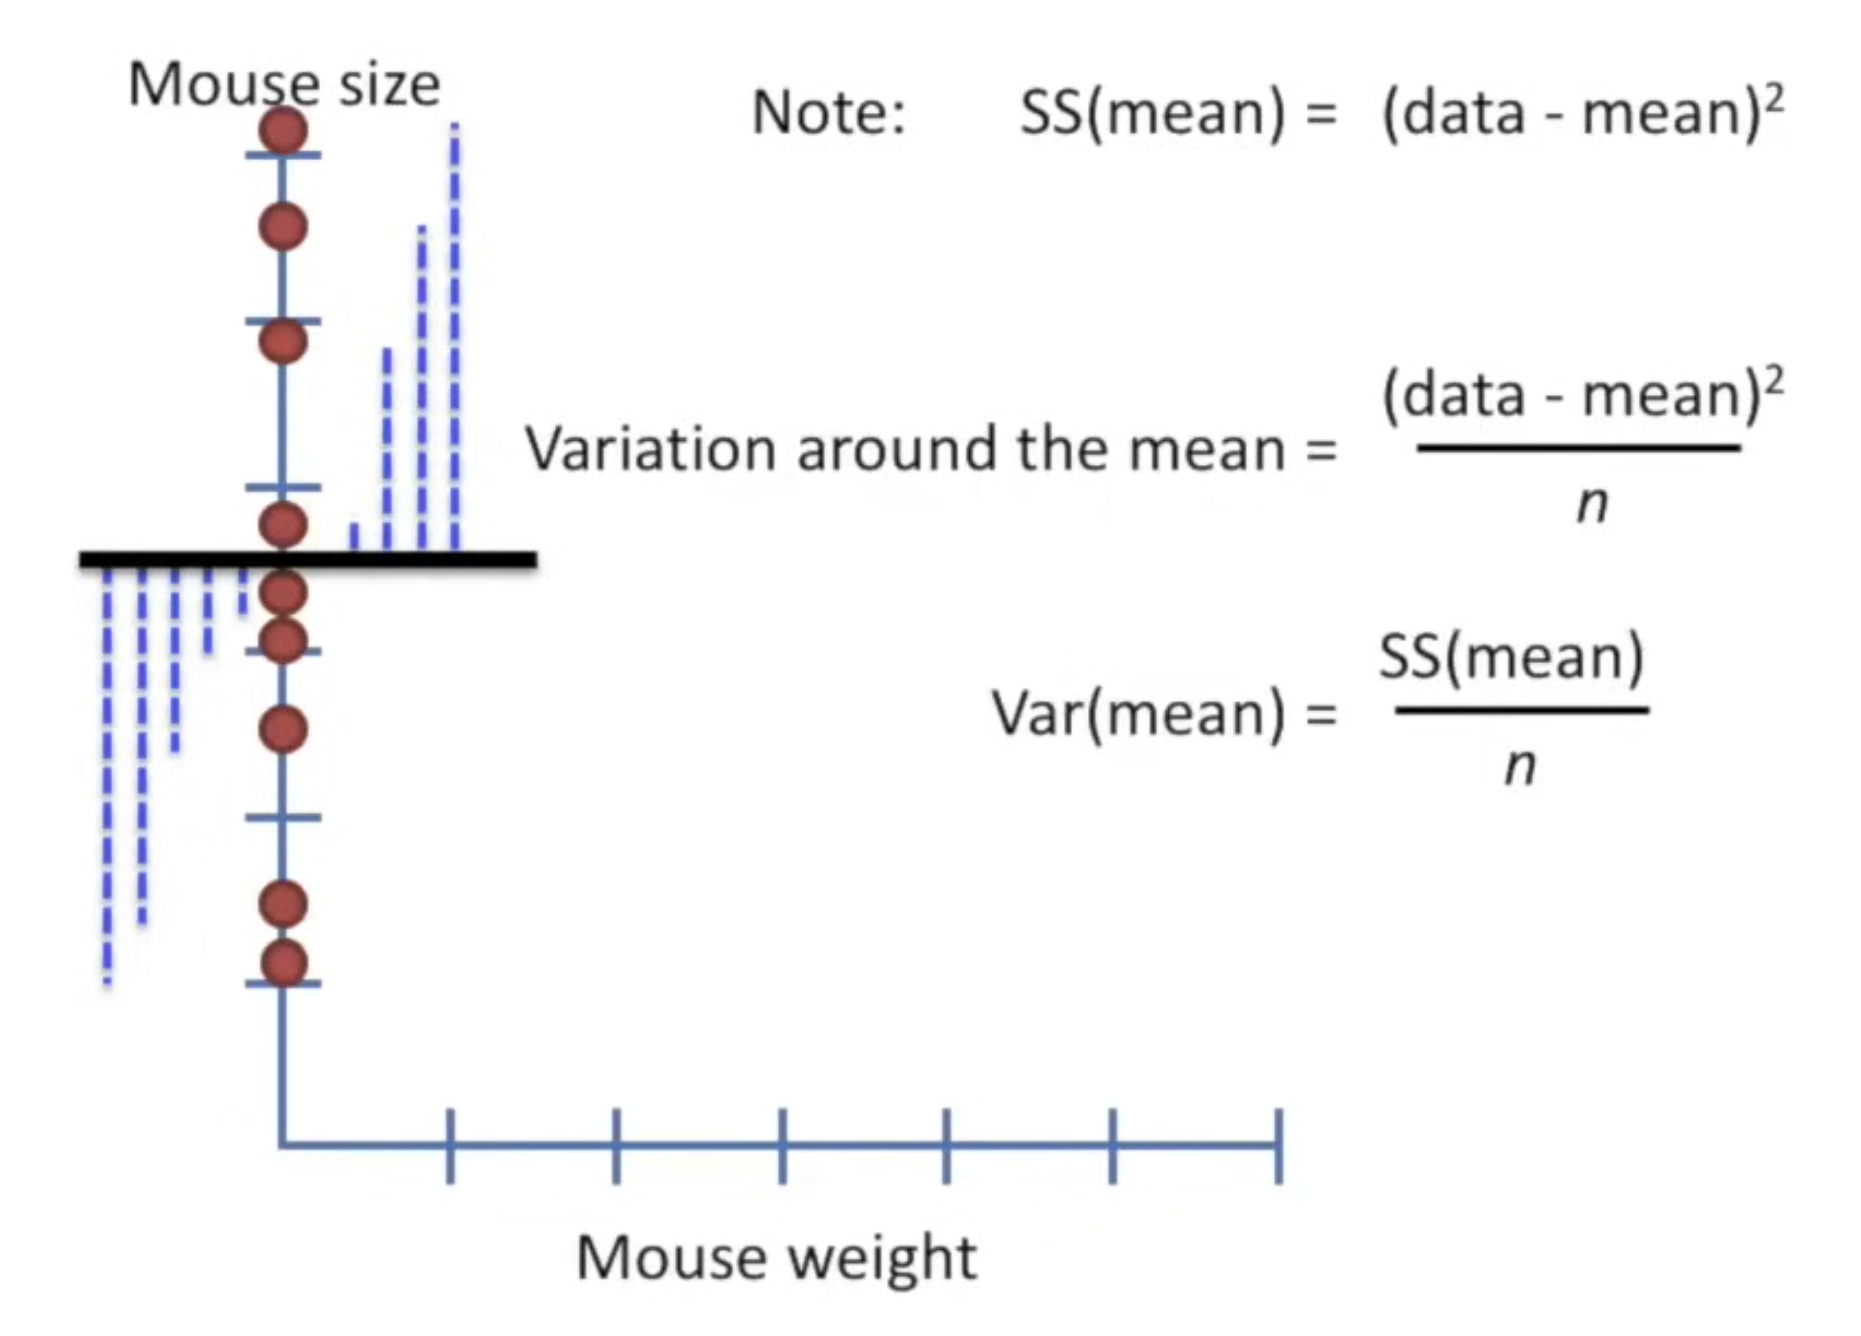 Mouse size
Note: SS(mean) = (data - mean)²
Variation around the mean = (data - mean)²
n
Var(mean) = SS(mean)
n
Mouse weight